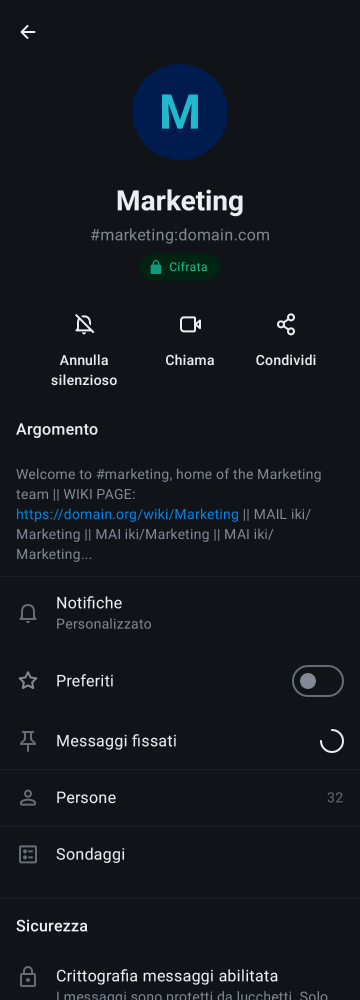 M
Marketing
#marketing:domain.com
Cifrata
Annulla
silenzioso
Chiama
Condividi
Argomento
Welcome to #marketing, home of the Marketing
team || WIKI PAGE:
https://domain.org/wiki/Marketing || MAIL iki/
Marketing || MAI iki/Marketing || MAI iki/
Marketing...
Notifiche
Personalizzato
Preferiti
Messaggi fissati
Persone
32
Sondaggi
Sicurezza
Crittografia messaggi abilitata
I messaggi sono protetti da lucchetti. Solo